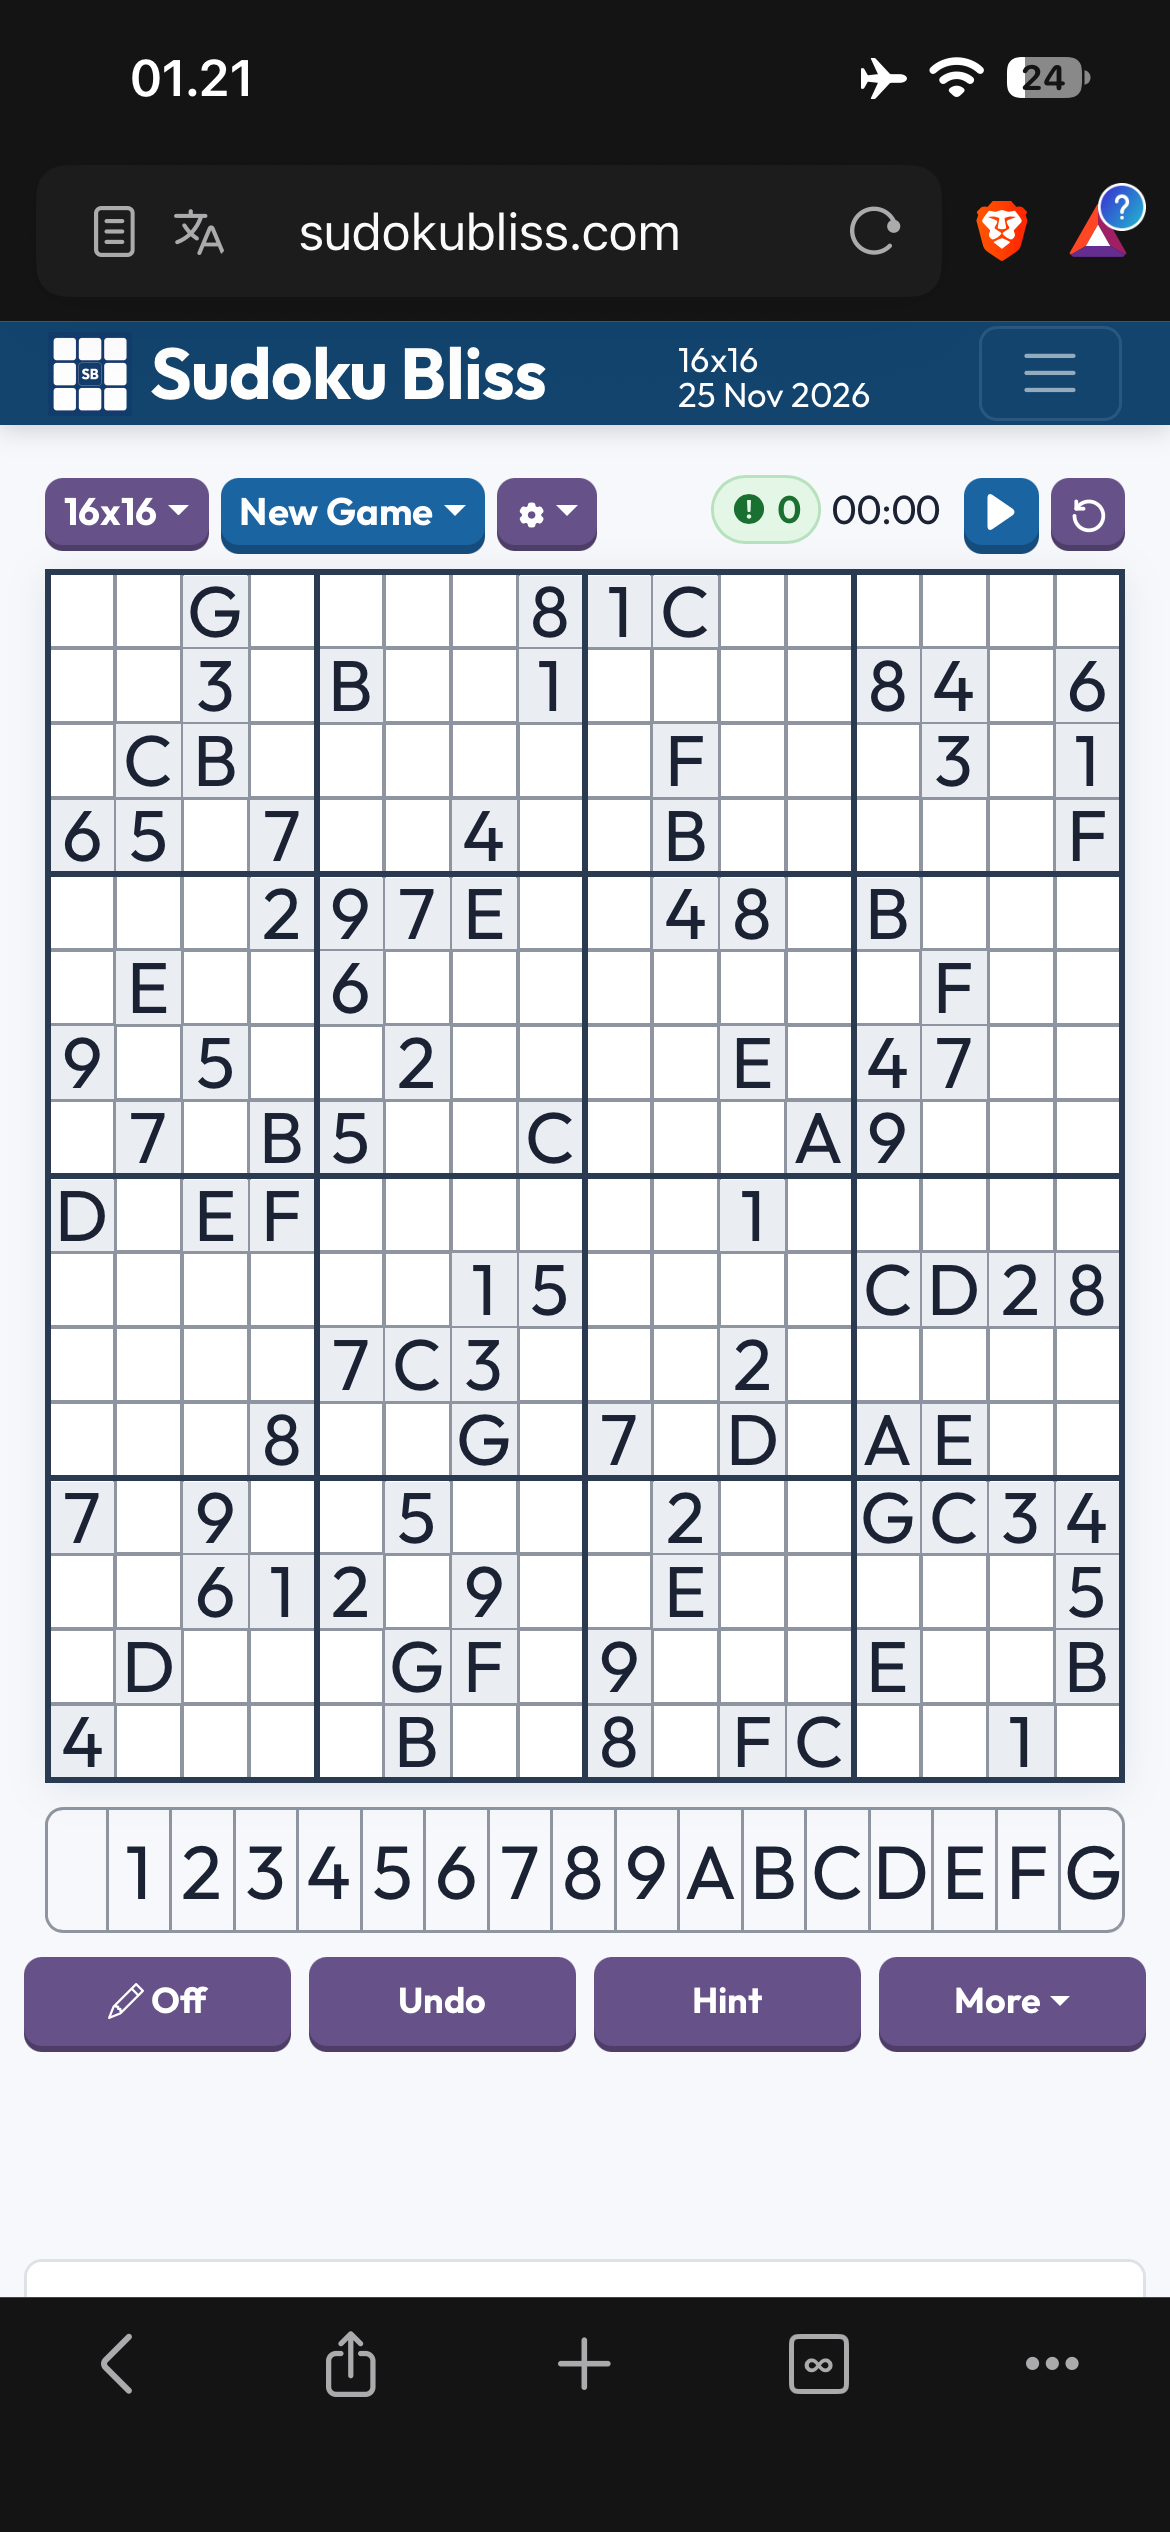 01.21
24
sudokubliss.com
?
SB
Sudoku Bliss
16x16
25 Nov 2026
16x16
New Game
! 0
00:00
G 8 1 C
3 B 1 8 4 6
C B F 3 1
6 5 7 4 B F
2 9 7 E 4 8 B
E 6 F
9 5 2 E 4 7
7 B 5 C A 9
D E F 1
1 5 C D 2 8
7 C 3 2
8 G 7 D A E
7 9 5 2 G C 3 4
6 1 2 9 E 5
D G F 9 E B
4 B 8 F C 1
1 2 3 4 5 6 7 8 9 A B C D E F G
Off
Undo
Hint
More